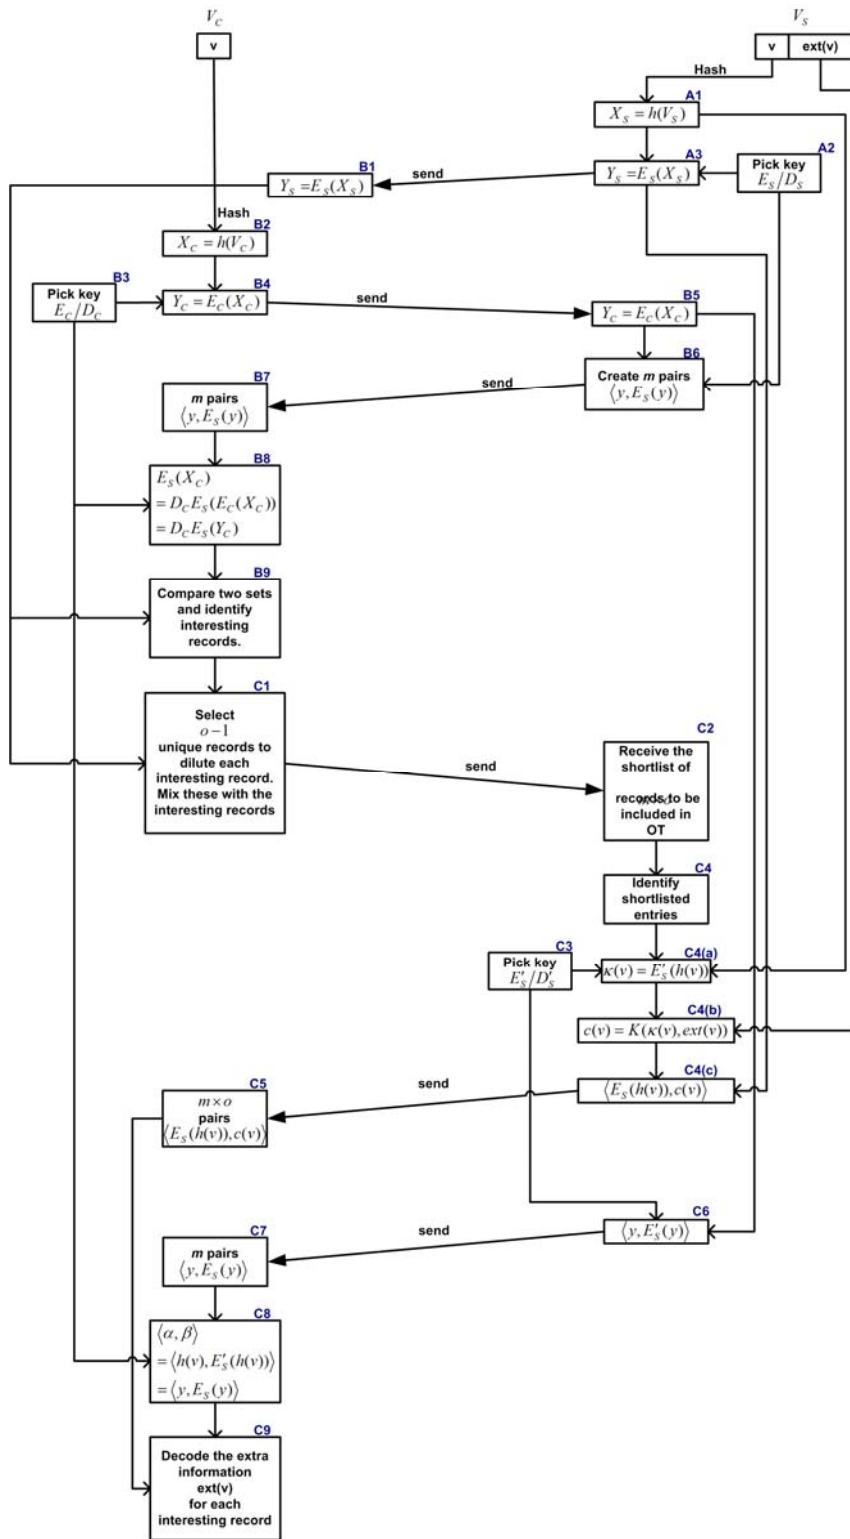 V_C
V_S
v
v
ext(v)
Hash
A1
X_S = h(V_S)
A2
Pick key
E_S/D_S
A3
Y_S = E_S(X_S)
send
B1
Y_S = E_S(X_S)
Hash
B2
X_C = h(V_C)
B3
Pick key
E_C/D_C
B4
Y_C = E_C(X_C)
send
B5
Y_C = E_C(X_C)
B6
Create m pairs
⟨y, E_S(y)⟩
send
B7
m pairs
⟨y, E_S(y)⟩
B8
E_S(X_C)
= D_C E_S(E_C(X_C))
= D_C E_S(Y_C)
B9
Compare two sets
and identify
interesting
records.
C1
Select
o − 1
unique records to
dilute each
interesting record.
Mix these with the
interesting records
send
C2
Receive the
shortlist of
records to be
included in
OT
C4
Identify
shortlisted
entries
C3
Pick key
E'_S/D'_S
C4(a)
κ(v) = E'_S(h(v))
C4(b)
c(v) = K(κ(v), ext(v))
C4(c)
⟨E_S(h(v)), c(v)⟩
send
C5
m × o
pairs
⟨E_S(h(v)), c(v)⟩
C6
⟨y, E'_S(y)⟩
send
C7
m pairs
⟨y, E_S(y)⟩
C8
⟨α, β⟩
= ⟨h(v), E'_S(h(v))⟩
= ⟨y, E_S(y)⟩
C9
Decode the extra
information
ext(v)
for each
interesting record